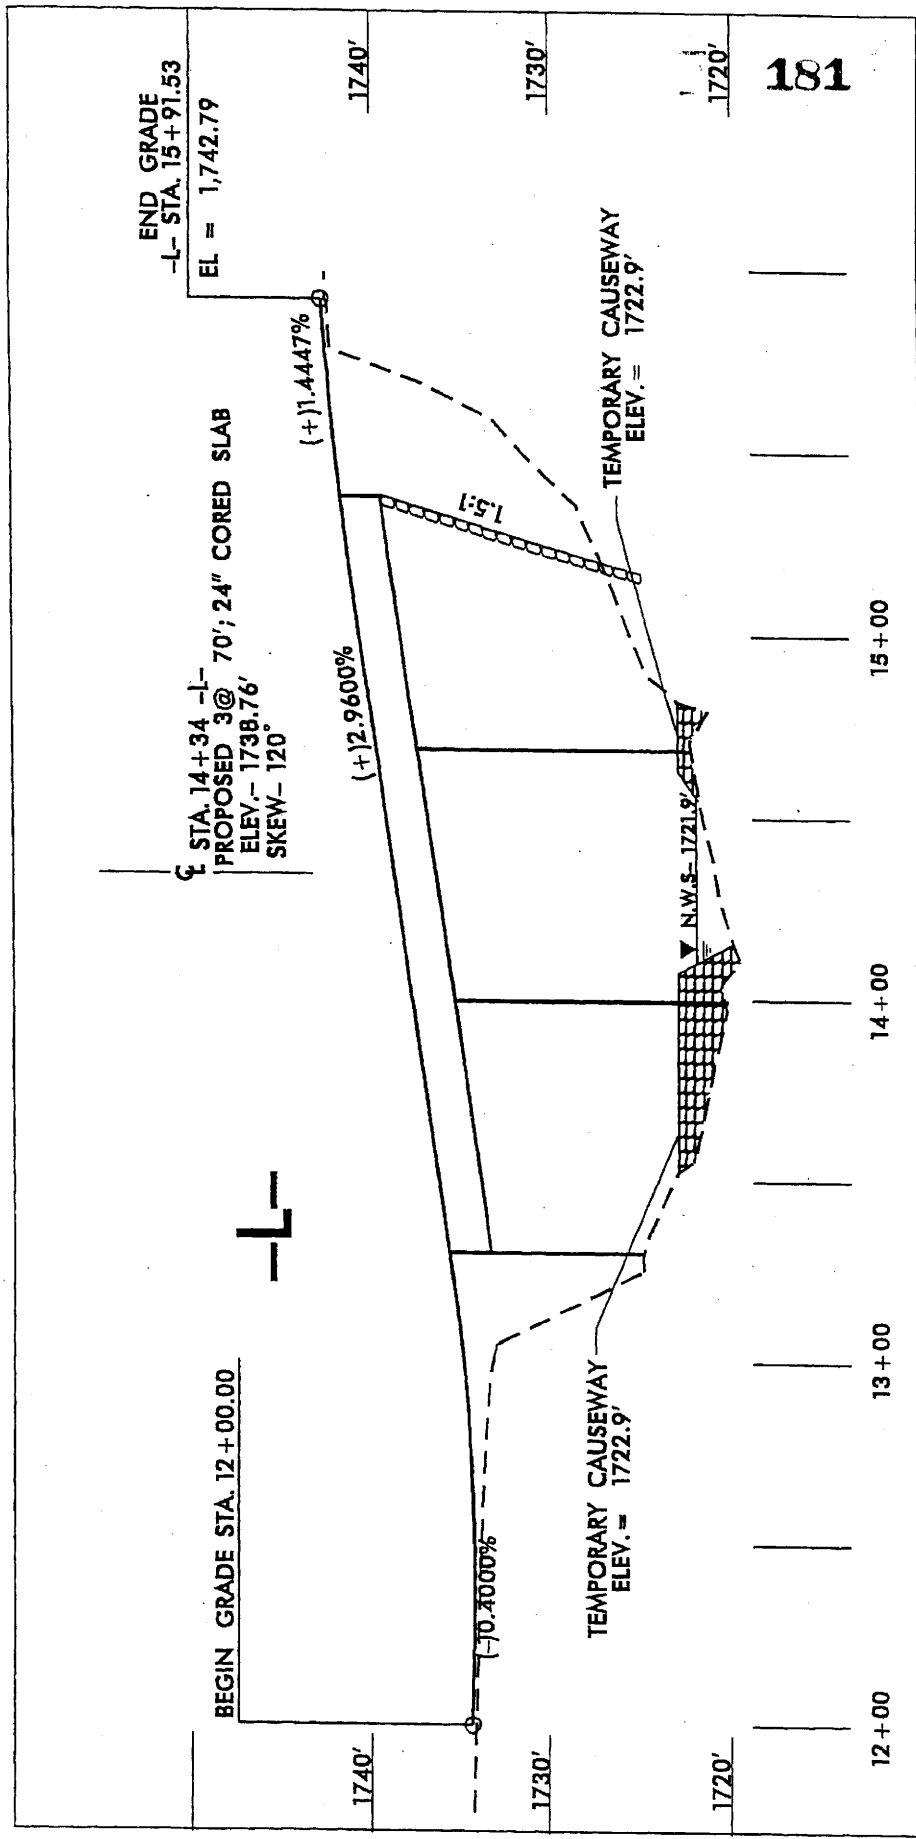 181
END GRADE
-L- STA. 15+91.53
EL = 1,742.79
BEGIN GRADE STA. 12+00.00
-L-
℄ STA. 14+34 -L-
PROPOSED 3@ 70'; 24" CORED SLAB
ELEV.- 1738.76'
SKEW- 120°
1740'
1740'
(-)0.4000%
(+)2.9600%
(+)1.4447%
1.5:1
1730'
1730'
TEMPORARY CAUSEWAY
ELEV. = 1722.9'
TEMPORARY CAUSEWAY
ELEV. = 1722.9'
N.W.S- 1721.9'
1720'
1720'
12+00
13+00
14+00
15+00